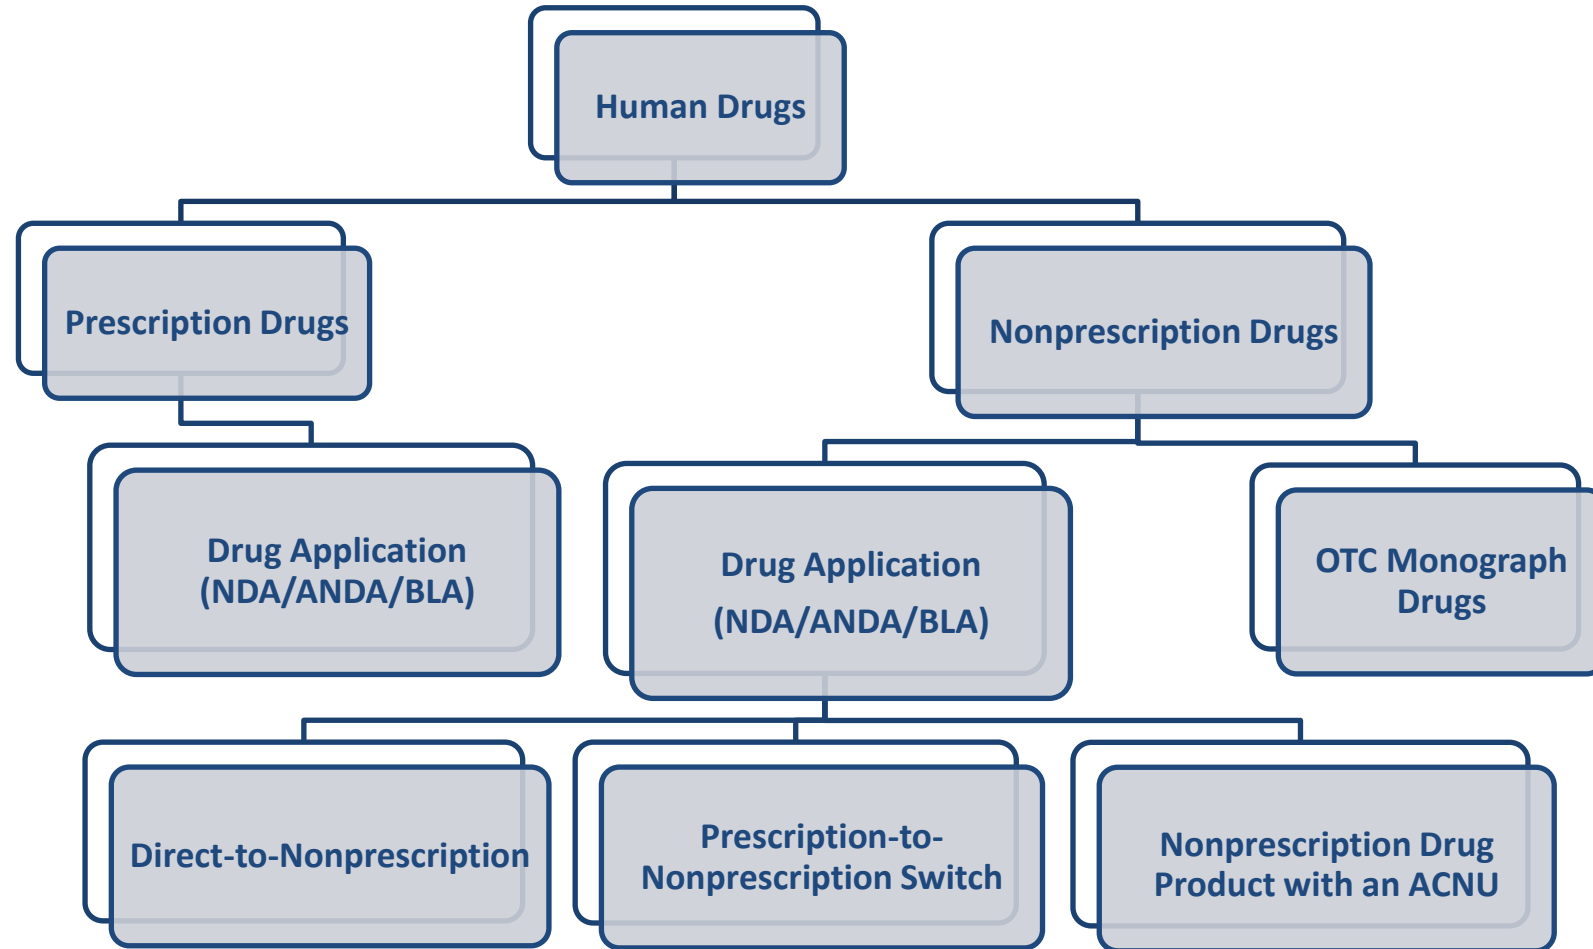 Human Drugs
Prescription Drugs
Nonprescription Drugs
Drug Application
(NDA/ANDA/BLA)
Drug Application
(NDA/ANDA/BLA)
OTC Monograph
Drugs
Direct-to-Nonprescription
Prescription-to-
Nonprescription Switch
Nonprescription Drug
Product with an ACNU